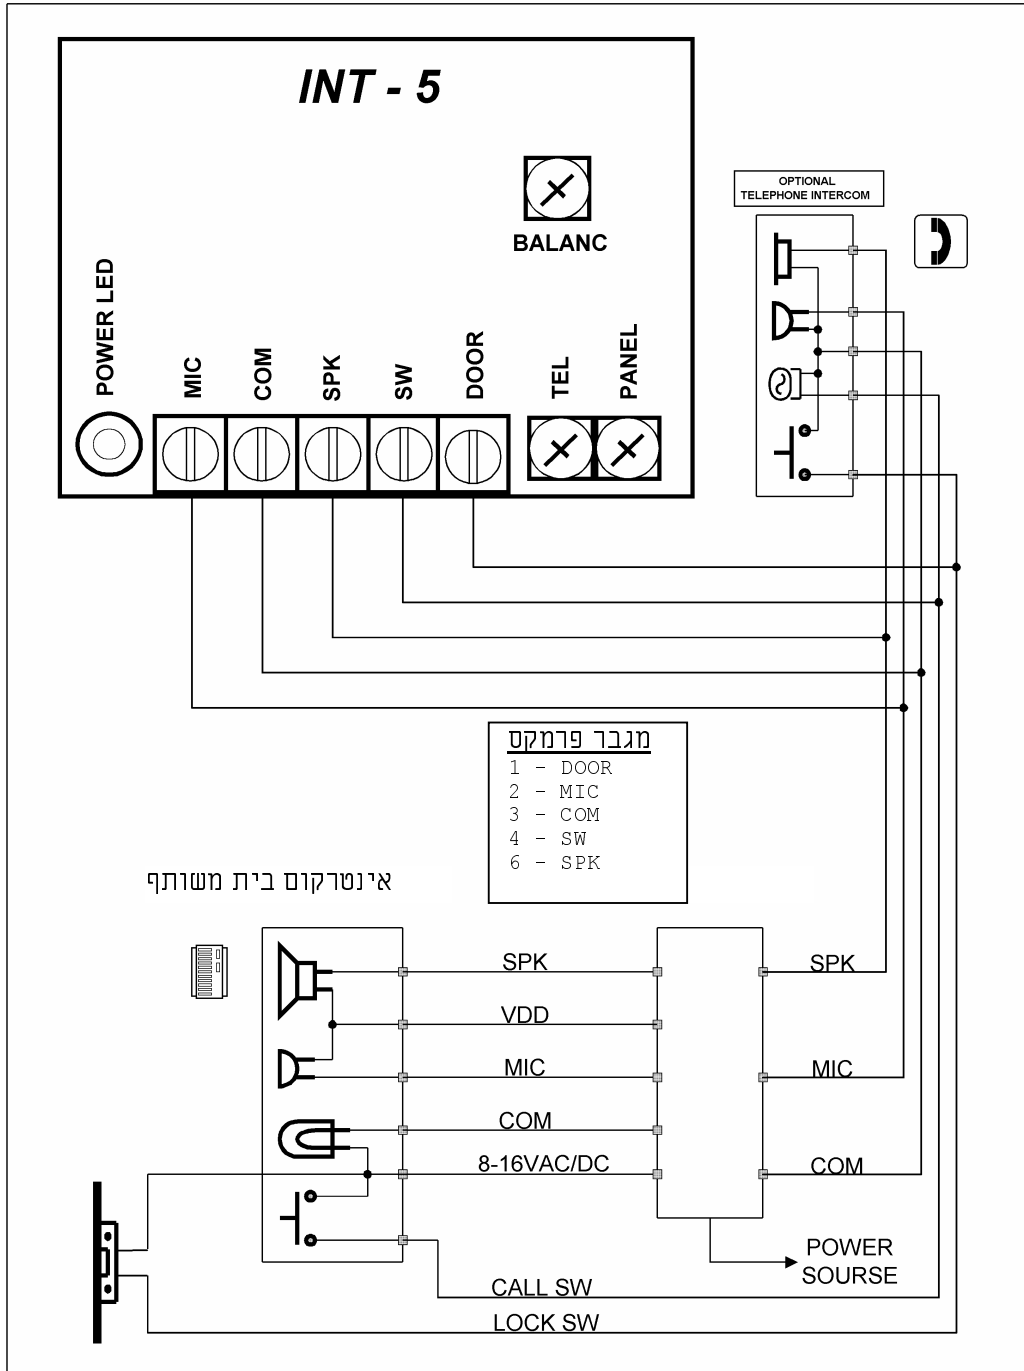 INT - 5
BALANC
POWER LED
MIC
COM
SPK
SW
DOOR
TEL
PANEL
OPTIONAL
TELEPHONE INTERCOM
מגבר פרמקס
1 - DOOR
2 - MIC
3 - COM
4 - SW
6 - SPK
אינטרקום בית משותף
SPK
VDD
MIC
COM
8-16VAC/DC
SPK
MIC
COM
POWER
SOURSE
CALL SW
LOCK SW